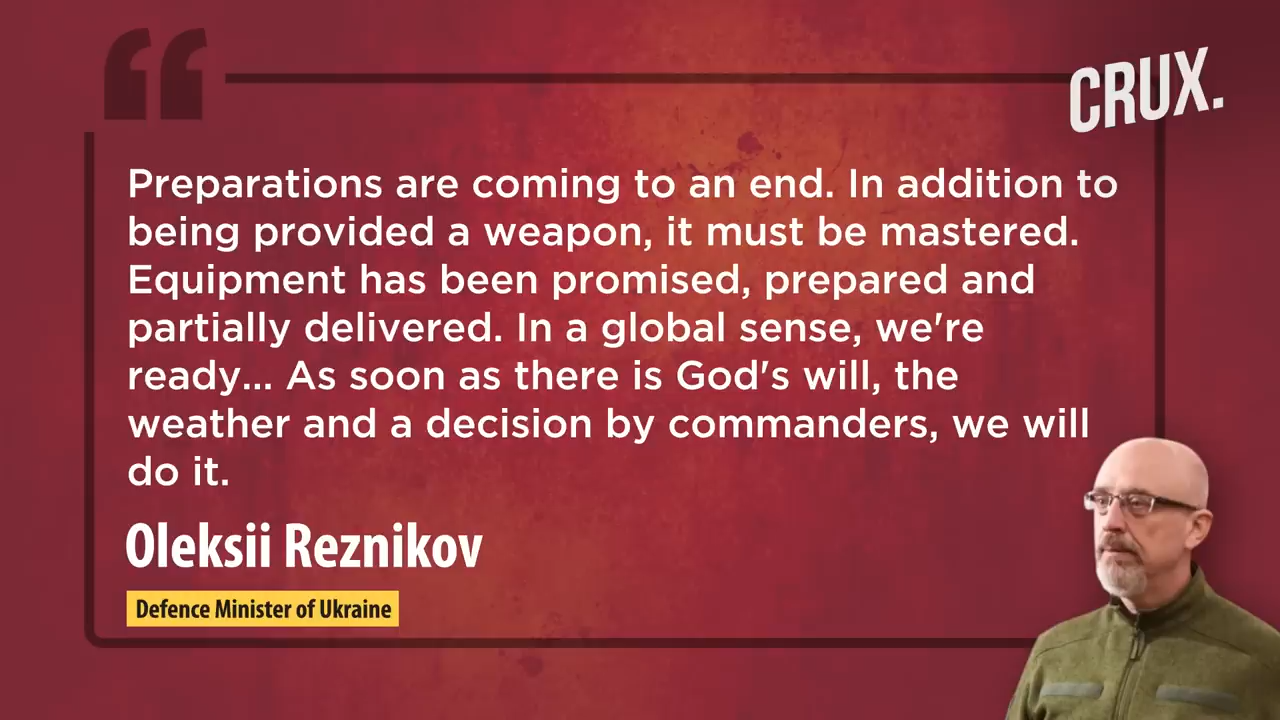 CRUX.
Preparations are coming to an end. In addition to
being provided a weapon, it must be mastered.
Equipment has been promised, prepared and
partially delivered. In a global sense, we're
ready... As soon as there is God's will, the
weather and a decision by commanders, we will
do it.
Oleksii Reznikov
Defence Minister of Ukraine